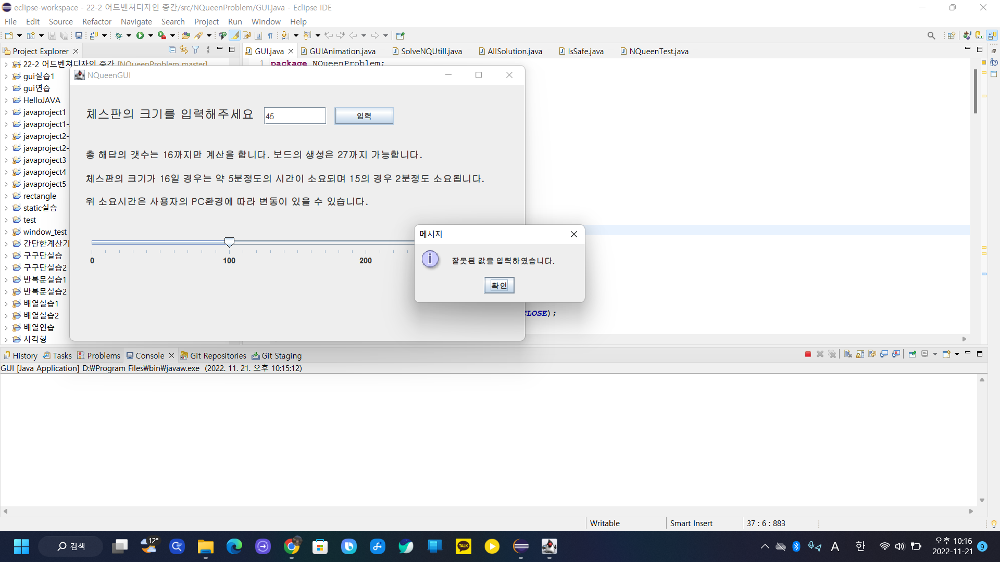 eclipse-workspace - 22-2 어드벤쳐디자인 중간/src/NQueenProblem/GUI.java - Eclipse IDE
File Edit Source Refactor Navigate Search Project Run Window Help
Project Explorer
GUI.java GUIAnimation.java SolveNQUtill.java AllSolution.java IsSafe.java NQueenTest.java
22-2 어드벤쳐디자인 중간 [NQueenProblem master]
1 package NQueenProblem;
gui실습1
gui연습
HelloJAVA
javaproject1
javaproject1-
javaproject2-
javaproject2-
javaproject3
javaproject4
javaproject5
rectangle
static실습
test
window_test
간단한계산기
구구단실습
구구단실습2
반복문실습1
반복문실습2
배열실습1
배열실습2
배열연습
사각형
NQueenGUI
체스판의 크기를 입력해주세요 45 입력
총 해답의 갯수는 16까지만 계산을 합니다. 보드의 생성은 27까지 가능합니다.
체스판의 크기가 16일 경우는 약 5분정도의 시간이 소요되며 15의 경우 2분정도 소요됩니다.
위 소요시간은 사용자의 PC환경에 따라 변동이 있을 수 있습니다.
0 100 200
메시지
잘못된 값을 입력하였습니다.
확인
CLOSE);
History Tasks Problems Console Git Repositories Git Staging
GUI [Java Application] D:₩Program Files₩bin₩javaw.exe (2022. 11. 21. 오후 10:15:12)
Writable Smart Insert 37 : 6 : 883
검색
12°
TALK
A 한
오후 10:16
2022-11-21
9